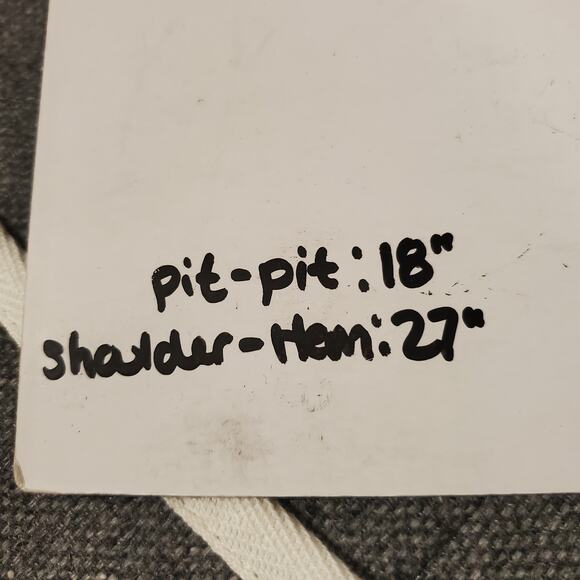 pit-pit: 18"
shoulder-Hem: 27"